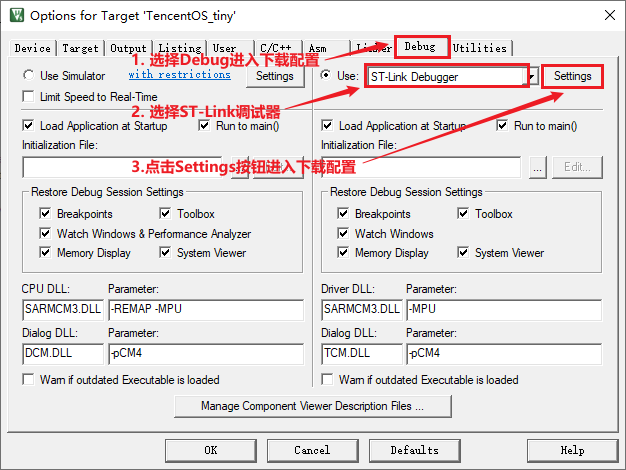 Options for Target 'TencentOS_tiny'
Device Target Output Listing User C/C++ Asm Linker Debug Utilities
1. 选择Debug进入下载配置
Use Simulator with restrictions Settings Use: ST-Link Debugger Settings
Limit Speed to Real-Time
2. 选择ST-Link调试器
Load Application at Startup Run to main() Load Application at Startup Run to main()
Initialization File: Initialization File:
3.点击Settings按钮进入下载配置
... Edit...
Restore Debug Session Settings Restore Debug Session Settings
Breakpoints Toolbox Breakpoints Toolbox
Watch Windows & Performance Analyzer Watch Windows
Memory Display System Viewer Memory Display System Viewer
CPU DLL: Parameter: Driver DLL: Parameter:
SARMCM3.DLL -REMAP -MPU SARMCM3.DLL -MPU
Dialog DLL: Parameter: Dialog DLL: Parameter:
DCM.DLL -pCM4 TCM.DLL -pCM4
Warn if outdated Executable is loaded Warn if outdated Executable is loaded
Manage Component Viewer Description Files ...
OK Cancel Defaults Help